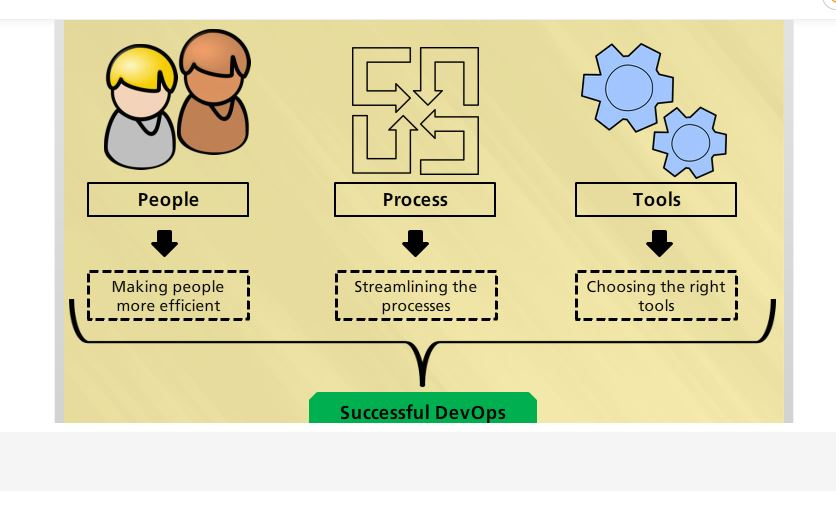 People
Process
Tools
Making people
more efficient
Streamlining the
processes
Choosing the right
tools
Successful DevOps